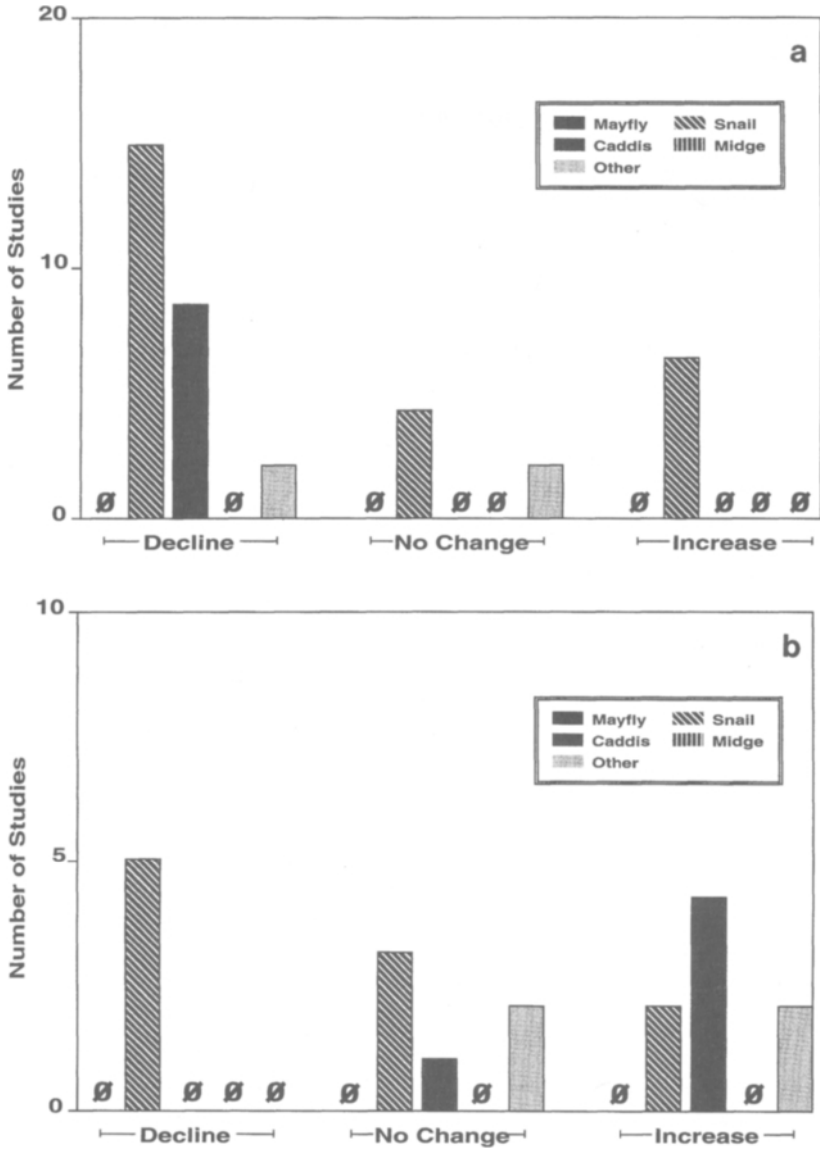 20
a
Mayfly Snail
Caddis Midge
Other
10
0
Number of Studies
Ø Ø Ø Ø Ø Ø Ø Ø Ø
Decline No Change Increase
10
b
Mayfly Snail
Caddis Midge
Other
5
0
Number of Studies
Ø Ø Ø Ø Ø Ø Ø Ø
Decline No Change Increase